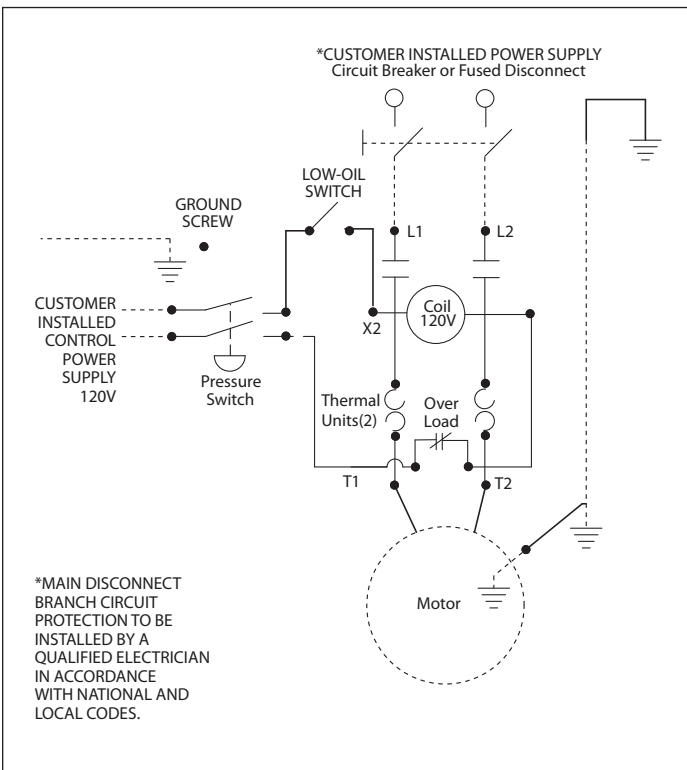 *CUSTOMER INSTALLED POWER SUPPLY
Circuit Breaker or Fused Disconnect
LOW-OIL
SWITCH
GROUND
SCREW
L1
L2
CUSTOMER
INSTALLED
CONTROL
POWER
SUPPLY
120V
X2
Coil
120V
Pressure
Switch
Thermal
Units(2)
Over
Load
T1
T2
Motor
*MAIN DISCONNECT
BRANCH CIRCUIT
PROTECTION TO BE
INSTALLED BY A
QUALIFIED ELECTRICIAN
IN ACCORDANCE
WITH NATIONAL AND
LOCAL CODES.